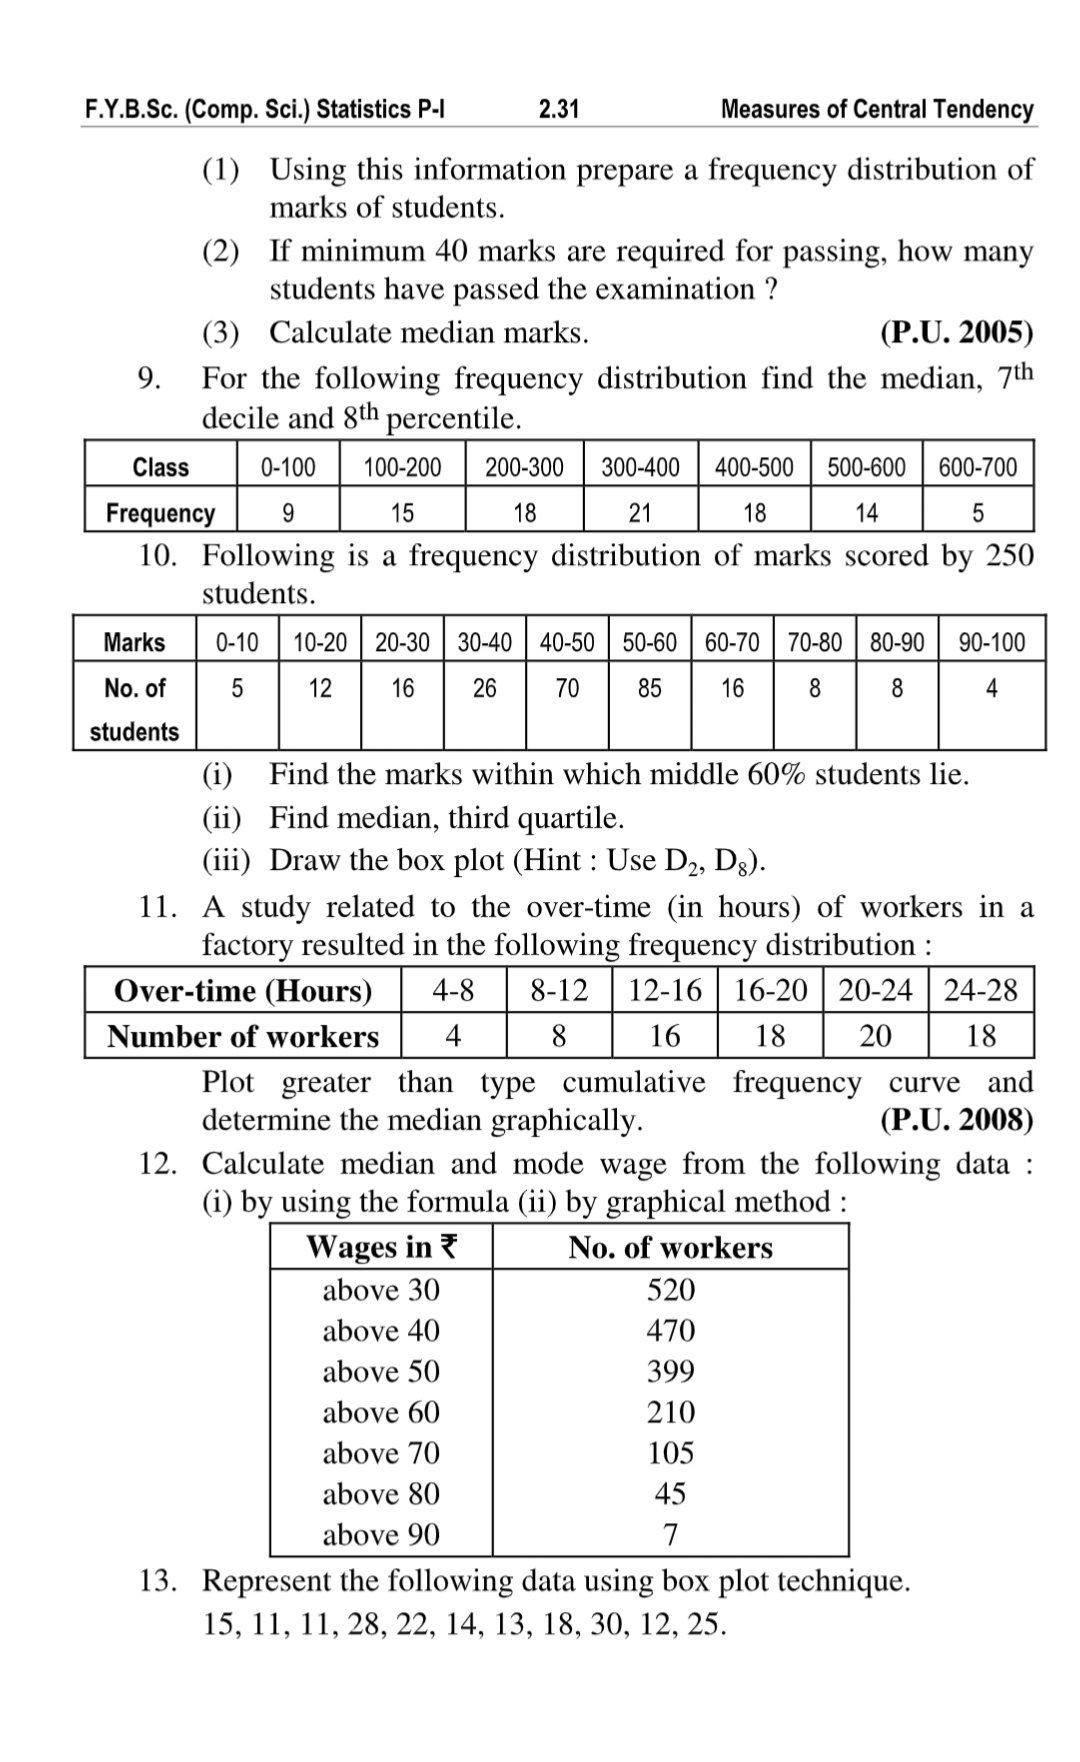 F.Y.B.Sc. (Comp. Sci.) Statistics P-I 2.31 Measures of Central Tendency
(1) Using this information prepare a frequency distribution of
marks of students.
(2) If minimum 40 marks are required for passing, how many
students have passed the examination ?
(3) Calculate median marks. (P.U. 2005)
9. For the following frequency distribution find the median, 7th
decile and 8th percentile.
Class 0-100 100-200 200-300 300-400 400-500 500-600 600-700
Frequency 9 15 18 21 18 14 5
10. Following is a frequency distribution of marks scored by 250
students.
Marks 0-10 10-20 20-30 30-40 40-50 50-60 60-70 70-80 80-90 90-100
No. of 5 12 16 26 70 85 16 8 8 4
students
(i) Find the marks within which middle 60% students lie.
(ii) Find median, third quartile.
(iii) Draw the box plot (Hint : Use D₂, D₈).
11. A study related to the over-time (in hours) of workers in a
factory resulted in the following frequency distribution :
Over-time (Hours) 4-8 8-12 12-16 16-20 20-24 24-28
Number of workers 4 8 16 18 20 18
Plot greater than type cumulative frequency curve and
determine the median graphically. (P.U. 2008)
12. Calculate median and mode wage from the following data :
(i) by using the formula (ii) by graphical method :
Wages in ₹ No. of workers
above 30 520
above 40 470
above 50 399
above 60 210
above 70 105
above 80 45
above 90 7
13. Represent the following data using box plot technique.
15, 11, 11, 28, 22, 14, 13, 18, 30, 12, 25.